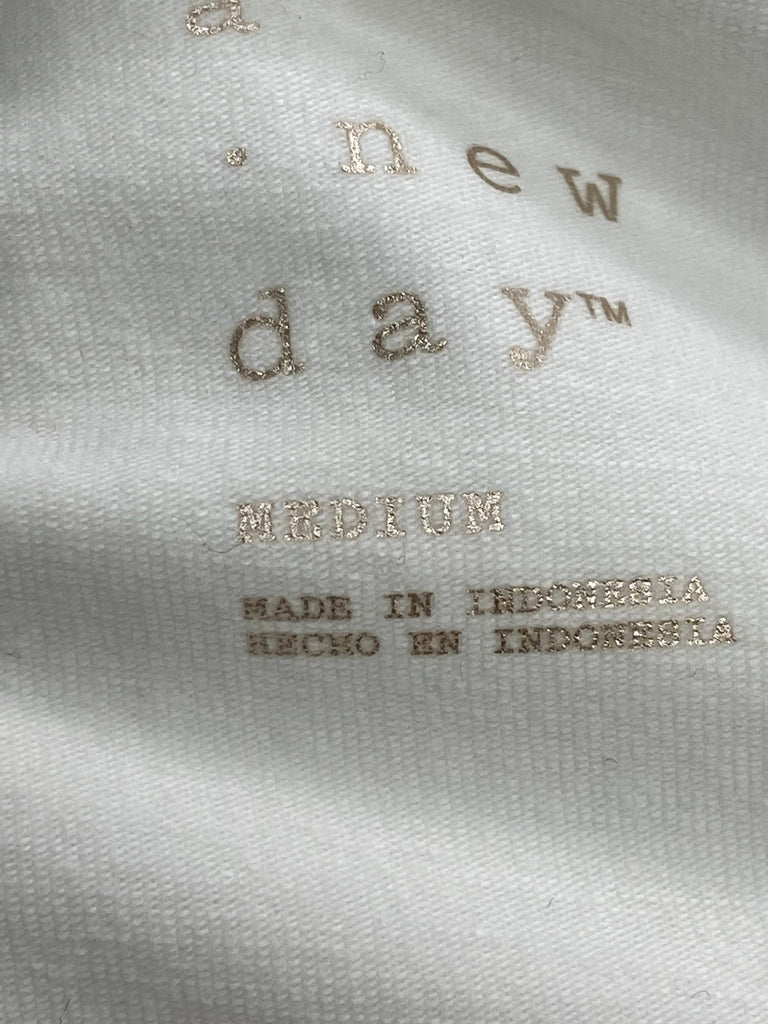 a
. new
day™
MEDIUM
MADE IN INDONESIA
HECHO EN INDONESIA